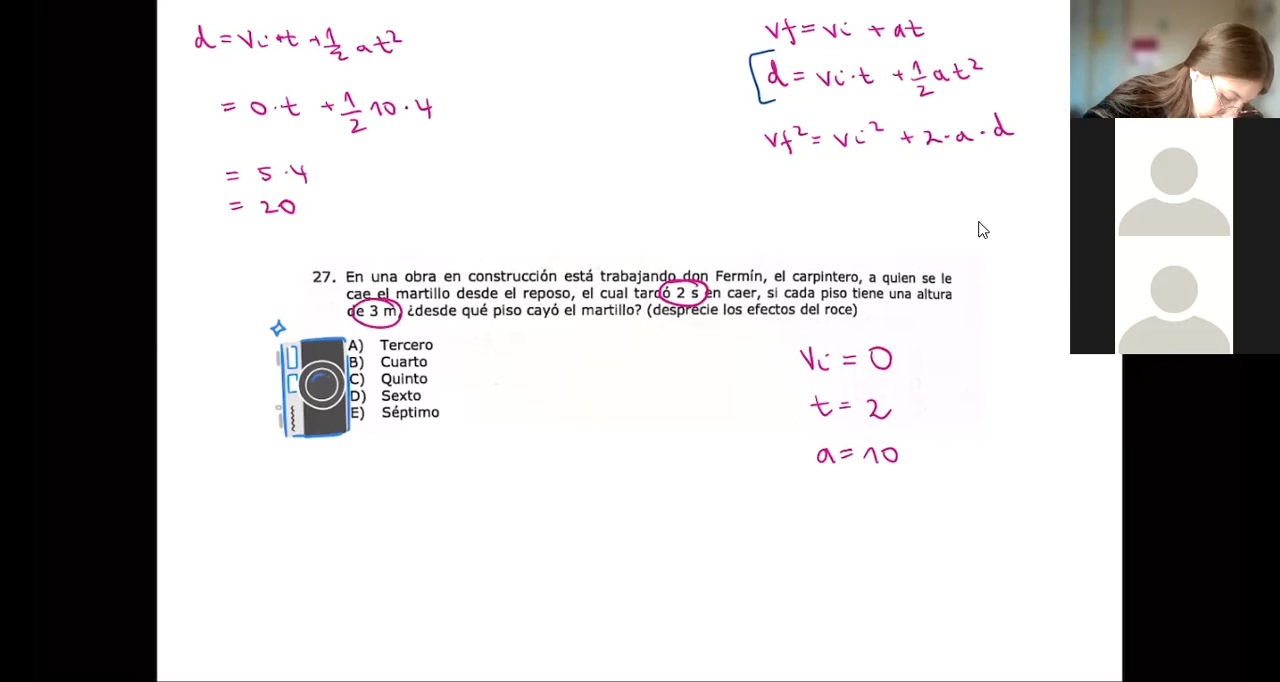 d = vi · t + 1/2 at²
= 0 · t + 1/2 10 · 4
= 5 · 4
= 20
vf = vi + at
d = vi · t + 1/2 at²
vf² = vi² + 2 · a · d
27. En una obra en construcción está trabajando don Fermín, el carpintero, a quien se le
cae el martillo desde el reposo, el cual tardó 2 s en caer, si cada piso tiene una altura
de 3 m, ¿desde qué piso cayó el martillo? (desprecie los efectos del roce)
A) Tercero
B) Cuarto
C) Quinto
D) Sexto
E) Séptimo
vi = 0
t = 2
a = 10